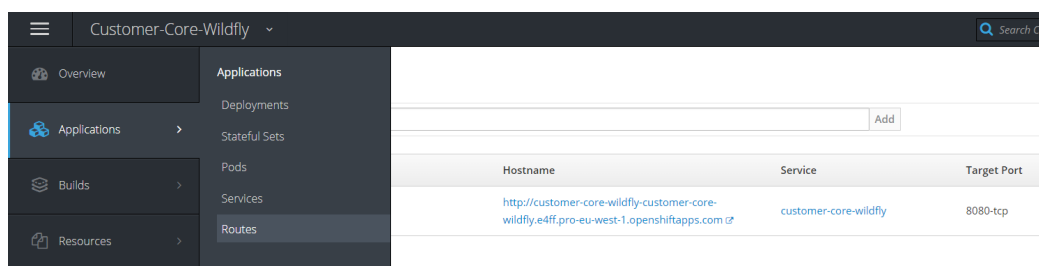 Customer-Core-Wildfly
Search C
Overview
Applications
Builds
Resources
Applications
Deployments
Stateful Sets
Pods
Services
Routes
Add
Hostname
Service
Target Port
http://customer-core-wildfly-customer-core-
wildfly.e4ff.pro-eu-west-1.openshiftapps.com
customer-core-wildfly
8080-tcp